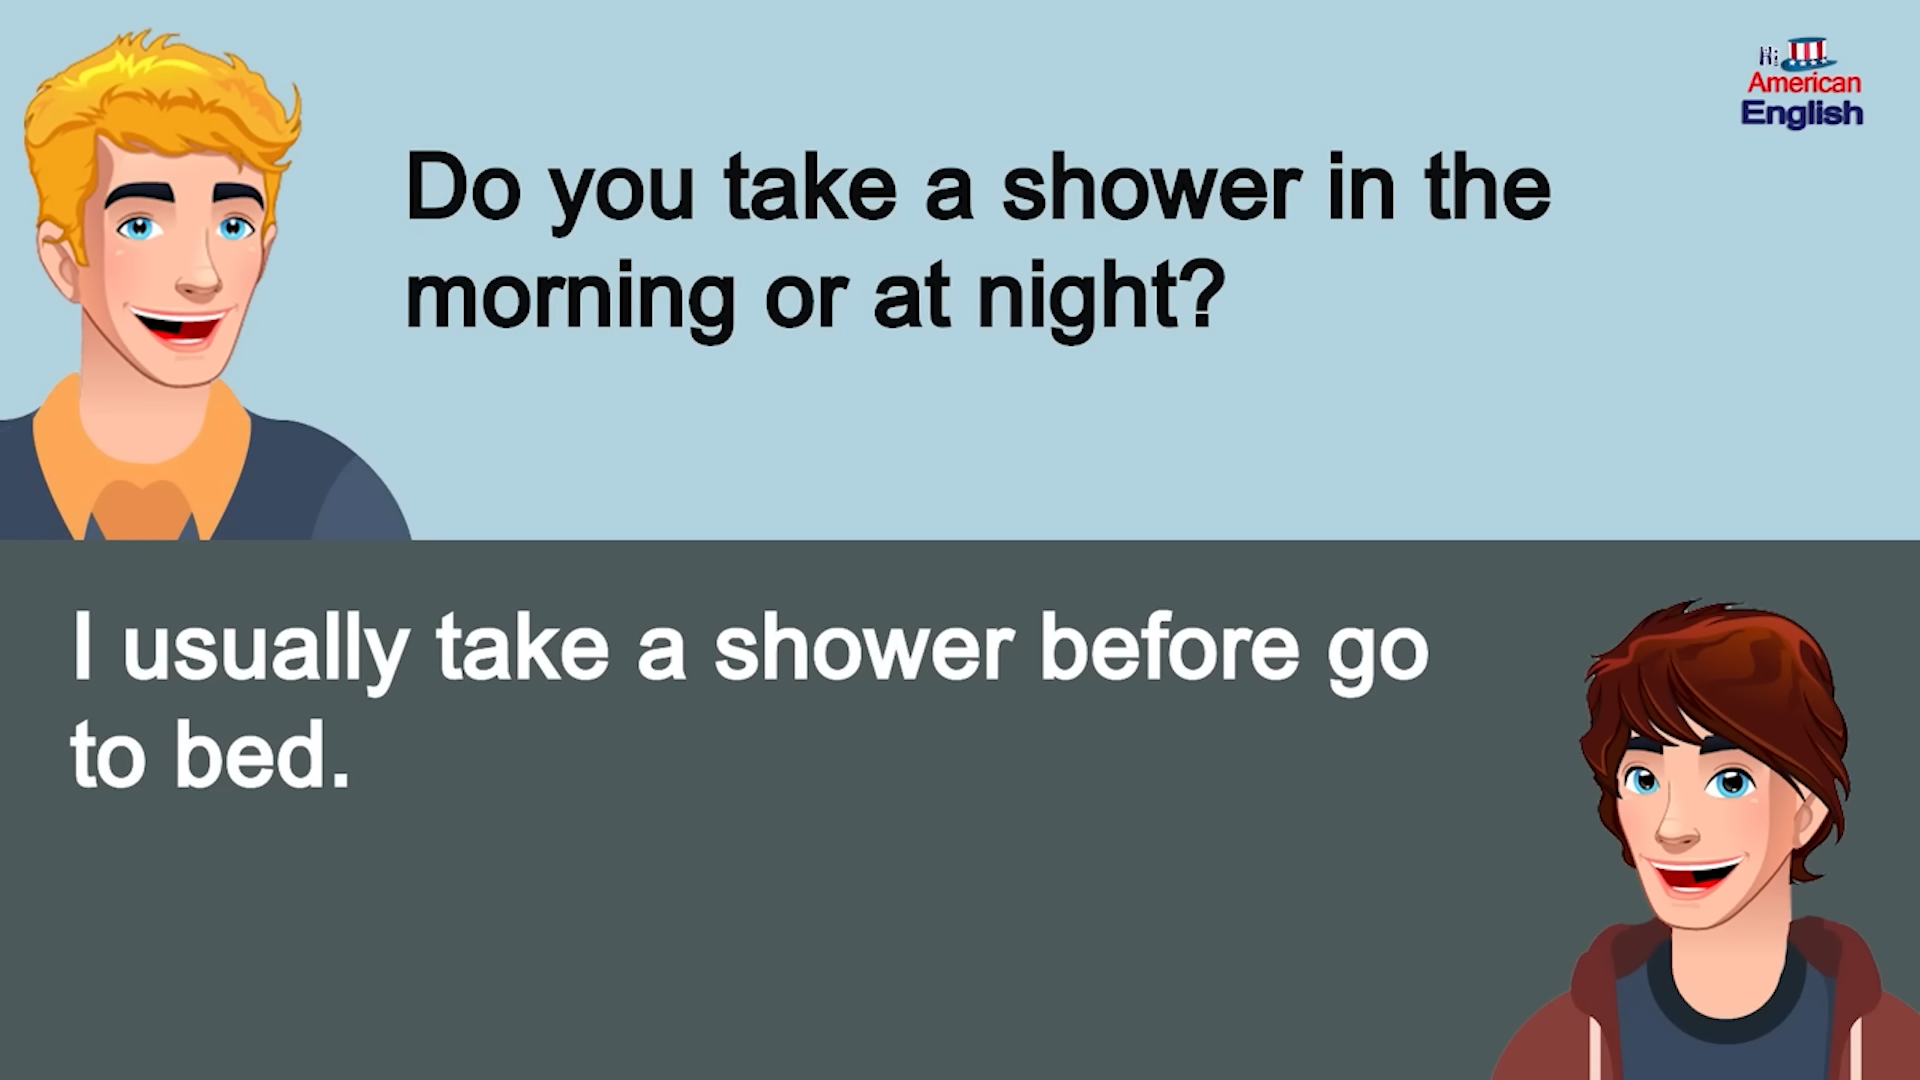 Hi
American
English
Do you take a shower in the
morning or at night?
I usually take a shower before go
to bed.